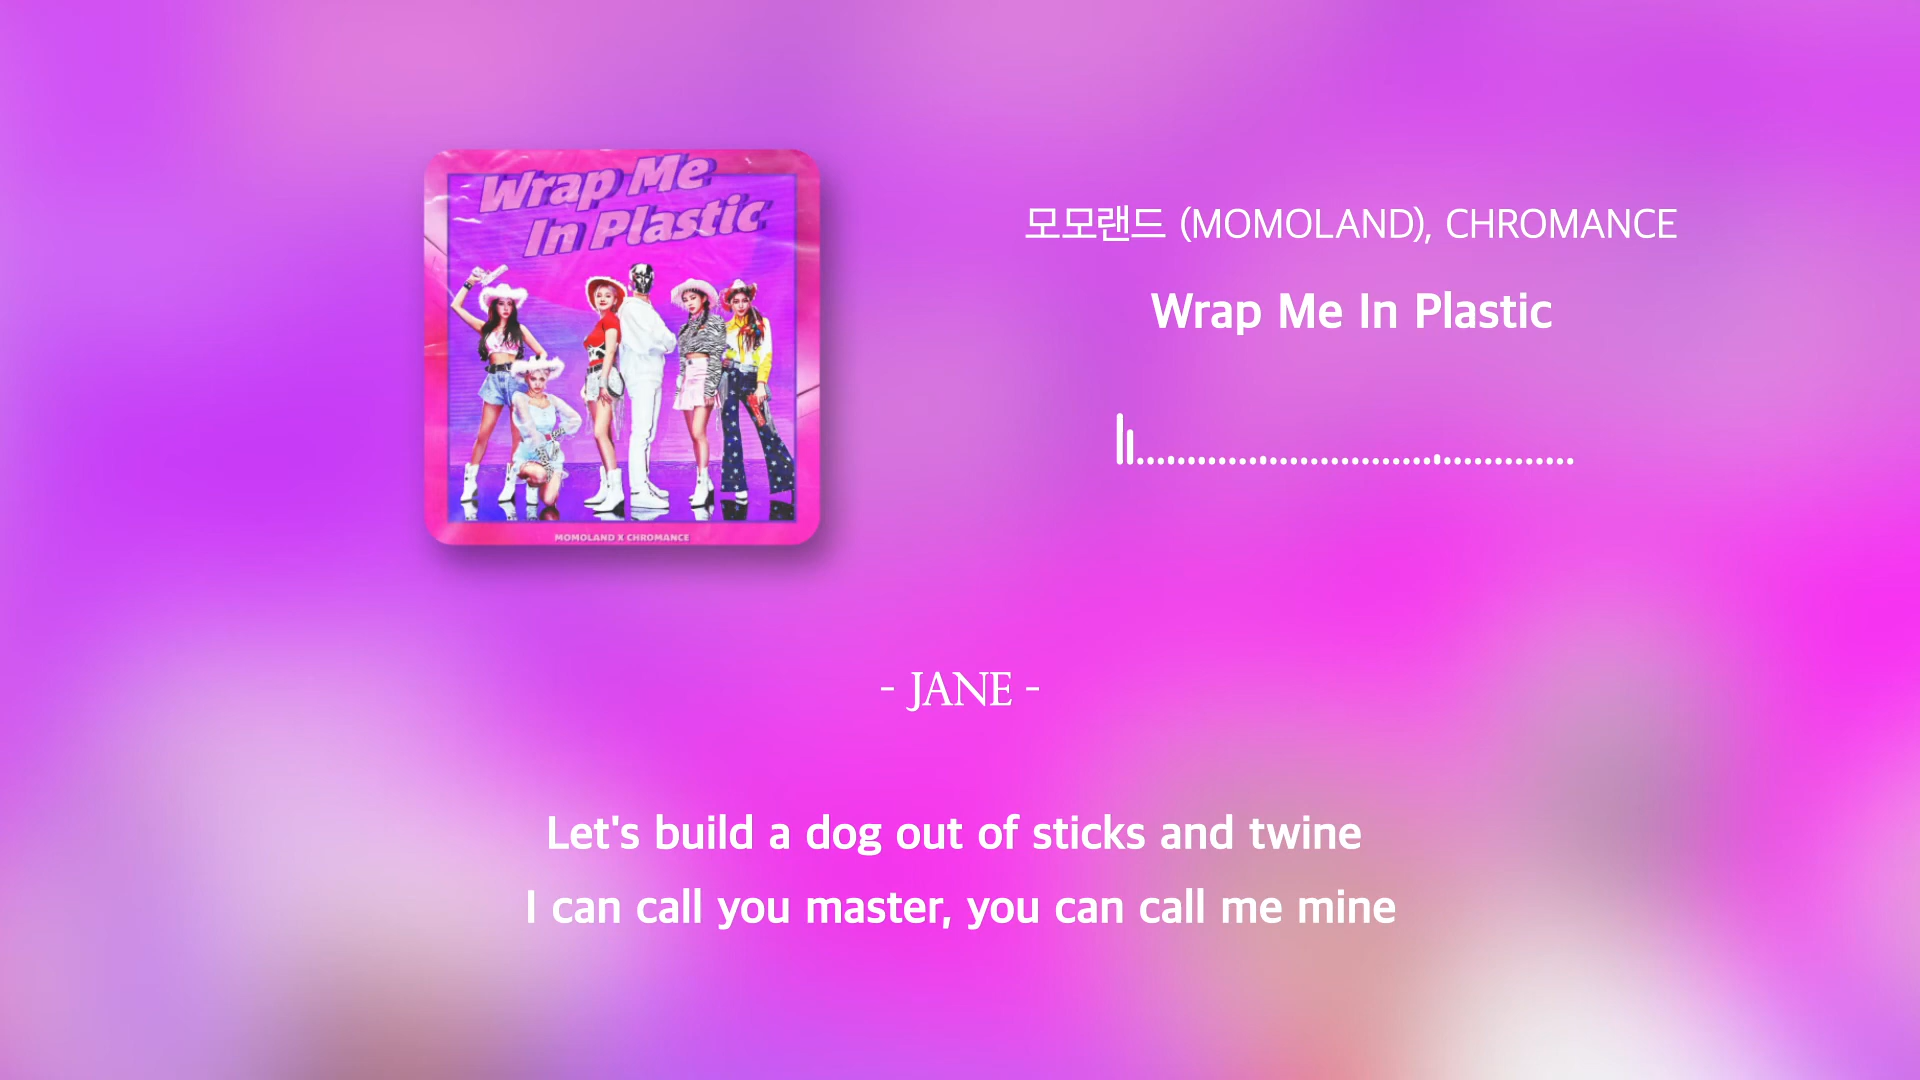 Wrap Me
In Plastic
MOMOLAND X CHROMANCE
모모랜드 (MOMOLAND), CHROMANCE
Wrap Me In Plastic
- JANE -
Let's build a dog out of sticks and twine
I can call you master, you can call me mine